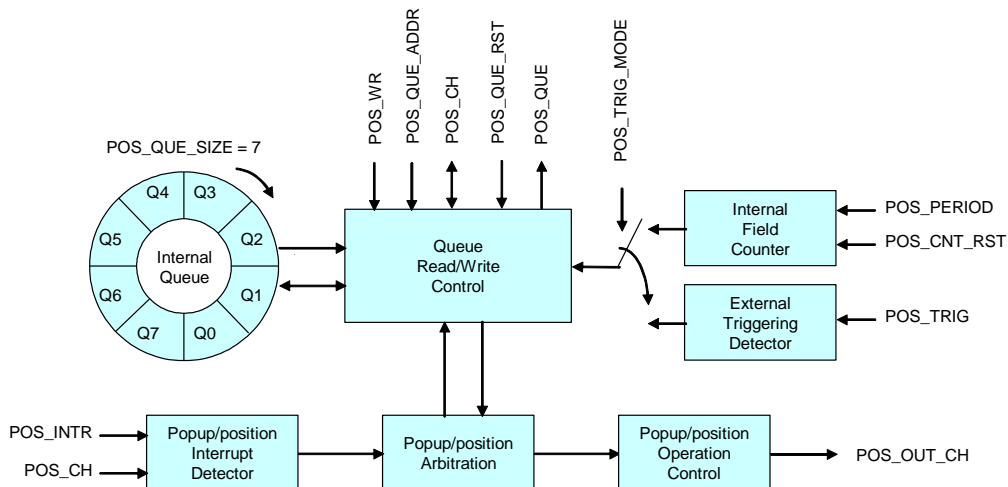 POS_WR
POS_QUE_ADDR
POS_CH
POS_QUE_RST
POS_QUE
POS_TRIG_MODE
POS_QUE_SIZE = 7
Q4
Q3
Q5
Q2
Q6
Q1
Q7
Q0
Internal
Queue
Queue
Read/Write
Control
Internal
Field
Counter
POS_PERIOD
POS_CNT_RST
External
Triggering
Detector
POS_TRIG
POS_INTR
POS_CH
Popup/position
Interrupt
Detector
Popup/position
Arbitration
Popup/position
Operation
Control
POS_OUT_CH